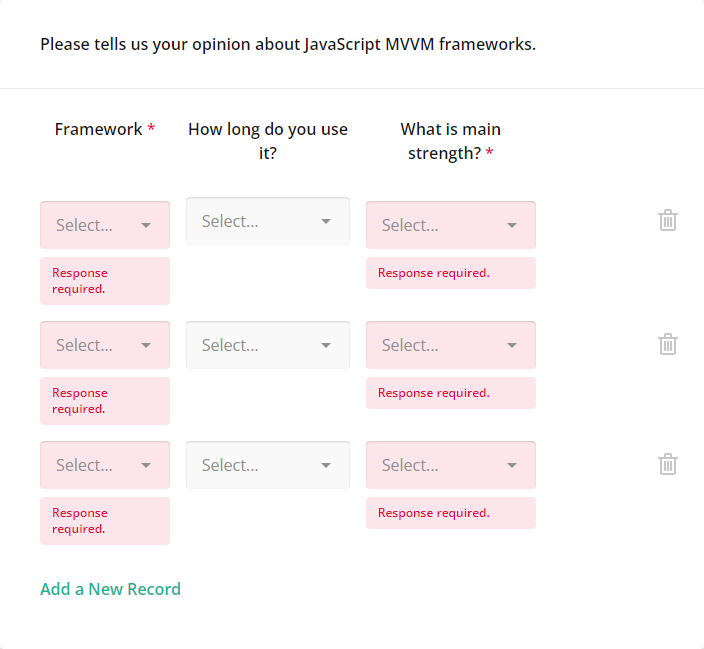 Please tells us your opinion about JavaScript MVVM frameworks.
Framework *
How long do you use
it?
What is main
strength? *
Select...
Select...
Select...
Response
required.
Response required.
Select...
Select...
Select...
Response
required.
Response required.
Select...
Select...
Select...
Response
required.
Response required.
Add a New Record